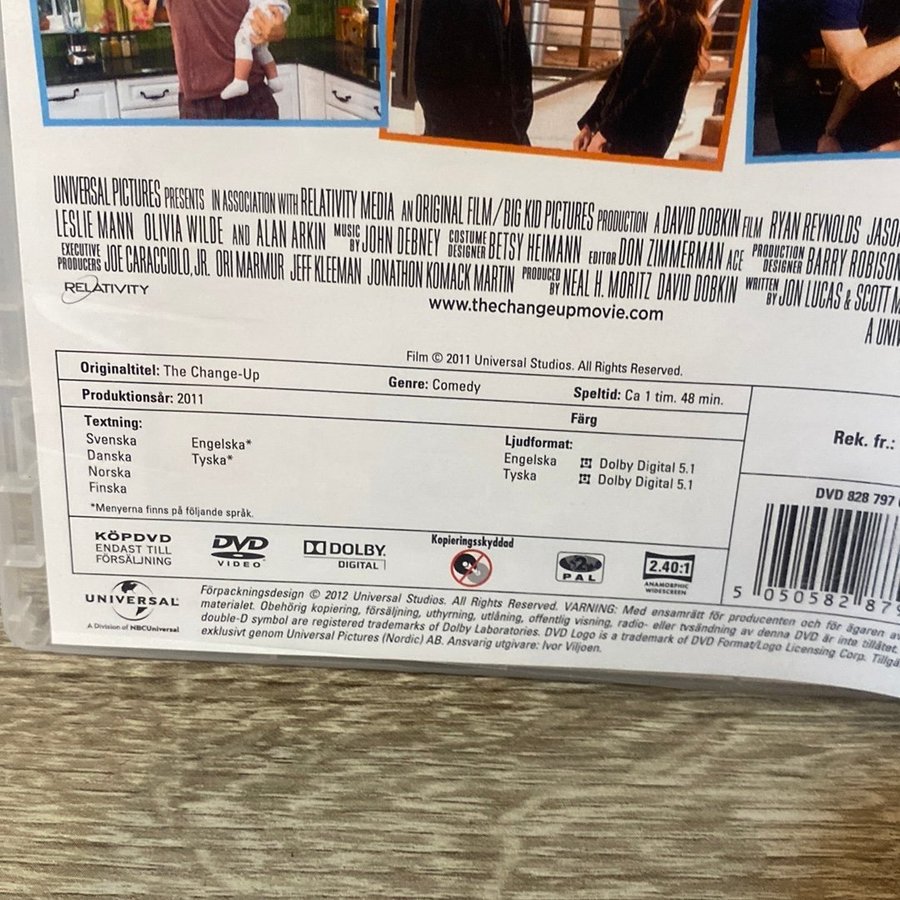 UNIVERSAL PICTURES PRESENTS IN ASSOCIATION WITH RELATIVITY MEDIA AN ORIGINAL FILM/BIG KID PICTURES PRODUCTION A DAVID DOBKIN FILM RYAN REYNOLDS JASO
LESLIE MANN OLIVIA WILDE AND ALAN ARKIN MUSIC BY JOHN DEBNEY COSTUME DESIGNER BETSY HEIMANN EDITOR DON ZIMMERMAN ACE PRODUCTION DESIGNER BARRY ROBISON
EXECUTIVE PRODUCERS JOE CARACCIOLO, JR. ORI MARMUR JEFF KLEEMAN JONATHON KOMACK MARTIN PRODUCED BY NEAL H. MORITZ DAVID DOBKIN WRITTEN BY JON LUCAS & SCOTT M
RELATIVITY
www.thechangeupmovie.com
A UNIV
Film © 2011 Universal Studios. All Rights Reserved.
Originaltitel: The Change-Up
Genre: Comedy
Speltid: Ca 1 tim. 48 min.
Produktionsår: 2011
Färg
Rek. fr.:
Textning:
Svenska Engelska*
Danska Tyska*
Norska
Finska
*Menyerna finns på följande språk.
Ljudformat:
Engelska Dolby Digital 5.1
Tyska Dolby Digital 5.1
DVD 828 797
KÖPDVD
ENDAST TILL
FÖRSÄLJNING
DVD
VIDEO
DOLBY
DIGITAL
Kopieringsskyddad
2
PAL
2.40:1
ANAMORPHIC
WIDESCREEN
5 050582 879
UNIVERSAL
A Division of NBCUniversal
Förpackningsdesign © 2012 Universal Studios. All Rights Reserved. VARNING: Med ensamrätt för producenten och för ägaren av
materialet. Obehörig kopiering, försäljning, uthyrning, utlåning, offentlig visning, radio- eller tvsändning av denna DVD är inte tillåtet.
double-D symbol are registered trademarks of Dolby Laboratories. DVD Logo is a trademark of DVD Format/Logo Licensing Corp. Tillgä
exklusivt genom Universal Pictures (Nordic) AB. Ansvarig utgivare: Ivor Viljoen.